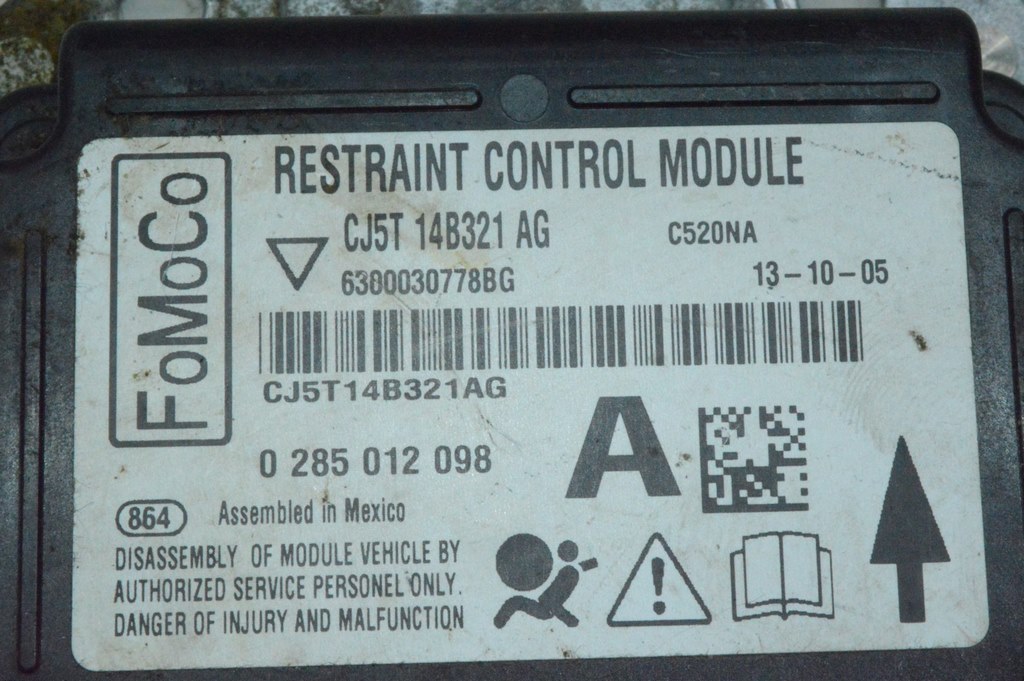 FoMoCo
RESTRAINT CONTROL MODULE
CJ5T 14B321 AG C520NA
6300030778BG 13-10-05
CJ5T14B321AG
0 285 012 098
A
864 Assembled in Mexico
DISASSEMBLY OF MODULE VEHICLE BY
AUTHORIZED SERVICE PERSONEL ONLY.
DANGER OF INJURY AND MALFUNCTION